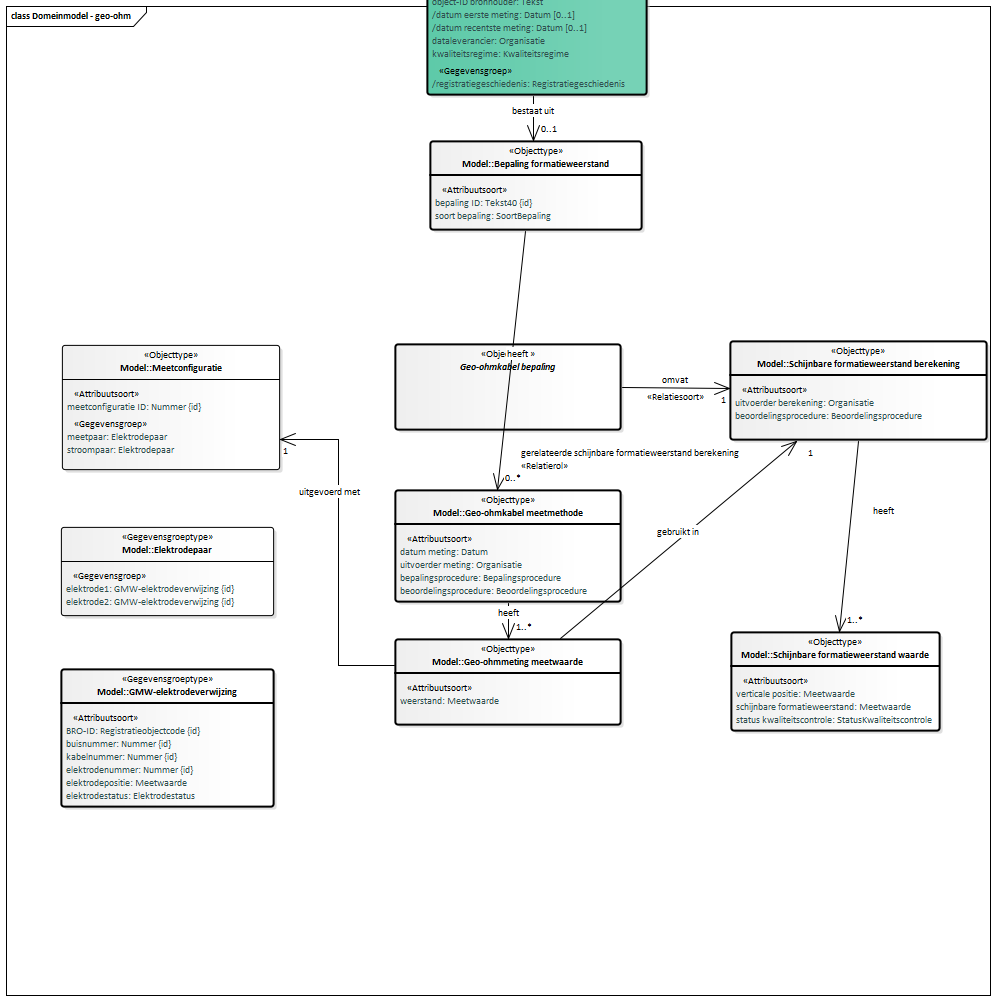 class Domeinmodel - geo-ohm
object-ID bronhouder: Tekst
/datum eerste meting: Datum [0..1]
/datum recentste meting: Datum [0..1]
dataleverancier: Organisatie
kwaliteitsregime: Kwaliteitsregime
«Gegevensgroep»
/registratiegeschiedenis: Registratiegeschiedenis
bestaat uit
0..1
«Objecttype»
Model::Bepaling formatieweerstand
«Attribuutsoort»
bepaling ID: Tekst40 {id}
soort bepaling: SoortBepaling
«Objecttype»
Model::Meetconfiguratie
«Attribuutsoort»
meetconfiguratie ID: Nummer {id}
«Gegevensgroep»
meetpaar: Elektrodepaar
stroompaar: Elektrodepaar
1
uitgevoerd met
«Obje heeft »
Geo-ohmkabel bepaling
omvat
«Relatiesoort»
1
«Objecttype»
Model::Schijnbare formatieweerstand berekening
«Attribuutsoort»
uitvoerder berekening: Organisatie
beoordelingsprocedure: Beoordelingsprocedure
gerelateerde schijnbare formatieweerstand berekening
«Relatierol»
1
0..*
«Objecttype»
Model::Geo-ohmkabel meetmethode
«Attribuutsoort»
datum meting: Datum
uitvoerder meting: Organisatie
bepalingsprocedure: Bepalingsprocedure
beoordelingsprocedure: Beoordelingsprocedure
gebruikt in
heeft
«Gegevensgroeptype»
Model::Elektrodepaar
«Gegevensgroep»
elektrode1: GMW-elektrodeverwijzing {id}
elektrode2: GMW-elektrodeverwijzing {id}
heeft
1..*
«Objecttype»
Model::Geo-ohmmeting meetwaarde
«Attribuutsoort»
weerstand: Meetwaarde
1..*
«Objecttype»
Model::Schijnbare formatieweerstand waarde
«Attribuutsoort»
verticale positie: Meetwaarde
schijnbare formatieweerstand: Meetwaarde
status kwaliteitscontrole: StatusKwaliteitscontrole
«Gegevensgroeptype»
Model::GMW-elektrodeverwijzing
«Attribuutsoort»
BRO-ID: Registratieobjectcode {id}
buisnummer: Nummer {id}
kabelnummer: Nummer {id}
elektrodenummer: Nummer {id}
elektrodepositie: Meetwaarde
elektrodestatus: Elektrodestatus